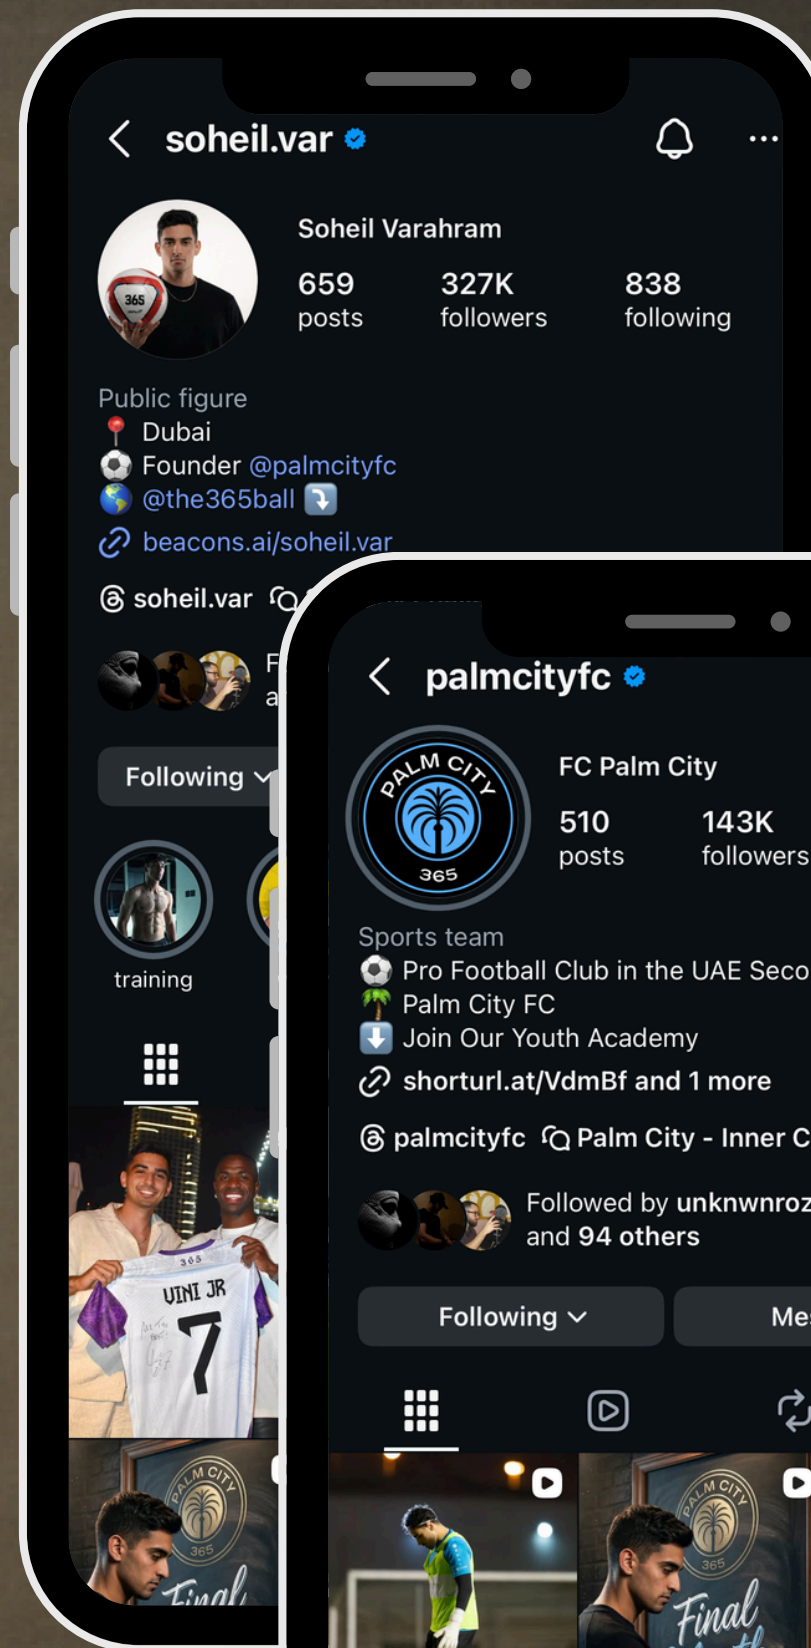 soheil.var
Soheil Varahram
659 327K 838
posts followers following
365
Public figure
Dubai
Founder @palmcityfc
@the365ball
beacons.ai/soheil.var
soheil.var
Following
training
365
VINI JR
7
PALM CITY
365
Final
palmcityfc
PALM CITY
365
FC Palm City
510 143K
posts followers
Sports team
Pro Football Club in the UAE Seco
Palm City FC
Join Our Youth Academy
shorturl.at/VdmBf and 1 more
palmcityfc Palm City - Inner C
Followed by unknwnroz
and 94 others
Following Mes
PALM CITY
365
Final